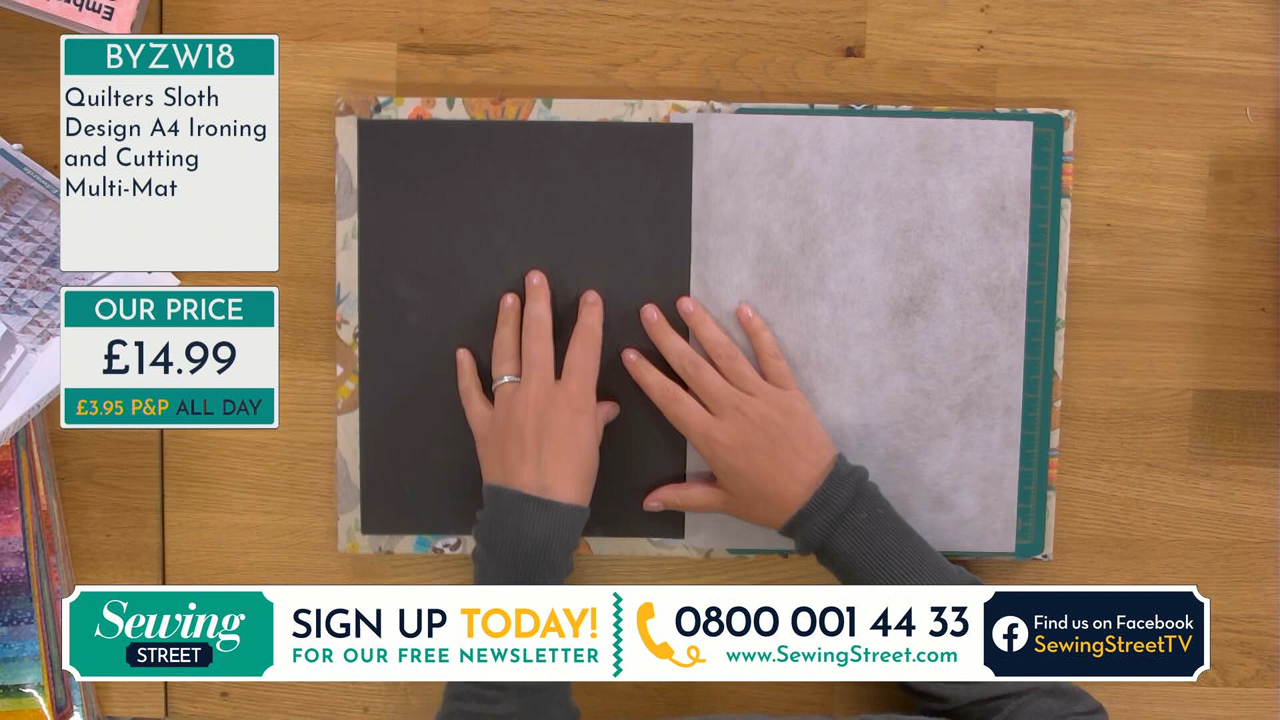 Embr
BYZW18
Quilters Sloth
Design A4 Ironing
and Cutting
Multi-Mat
OUR PRICE
£14.99
£3.95 P&P ALL DAY
Sewing
STREET
SIGN UP TODAY!
FOR OUR FREE NEWSLETTER
0800 001 44 33
www.SewingStreet.com
Find us on Facebook
SewingStreetTV